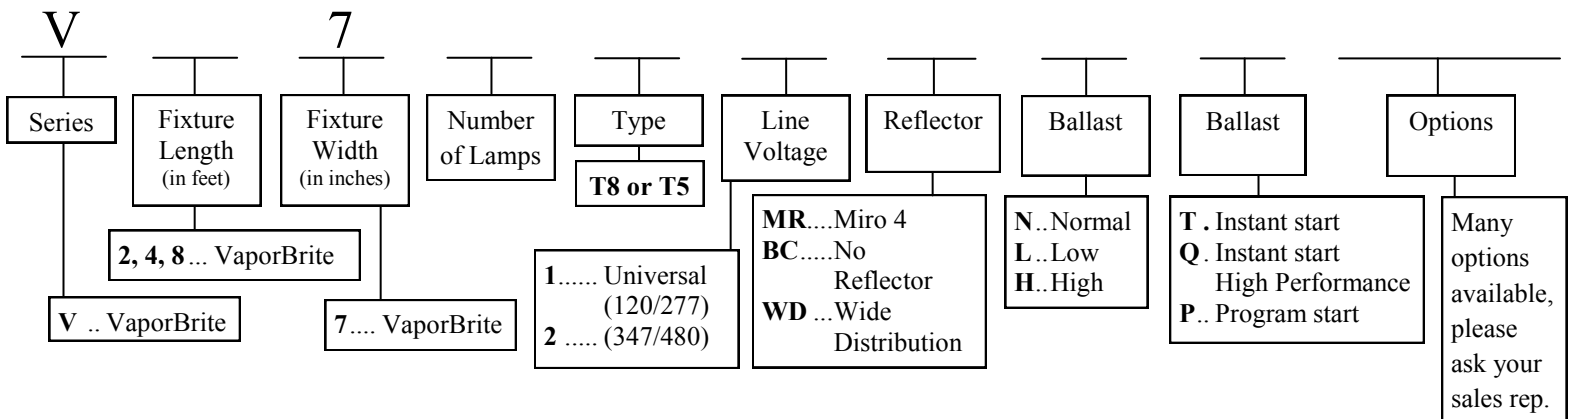 V 7
Series
Fixture
Length
(in feet)
Fixture
Width
(in inches)
Number
of Lamps
Type
Line
Voltage
Reflector
Ballast
Ballast
Options
T8 or T5
2, 4, 8... VaporBrite
V .. VaporBrite
7.... VaporBrite
1...... Universal
(120/277)
2 ..... (347/480)
MR....Miro 4
BC.....No
Reflector
WD ...Wide
Distribution
N..Normal
L..Low
H..High
T . Instant start
Q . Instant start
High Performance
P.. Program start
Many
options
available,
please
ask your
sales rep.